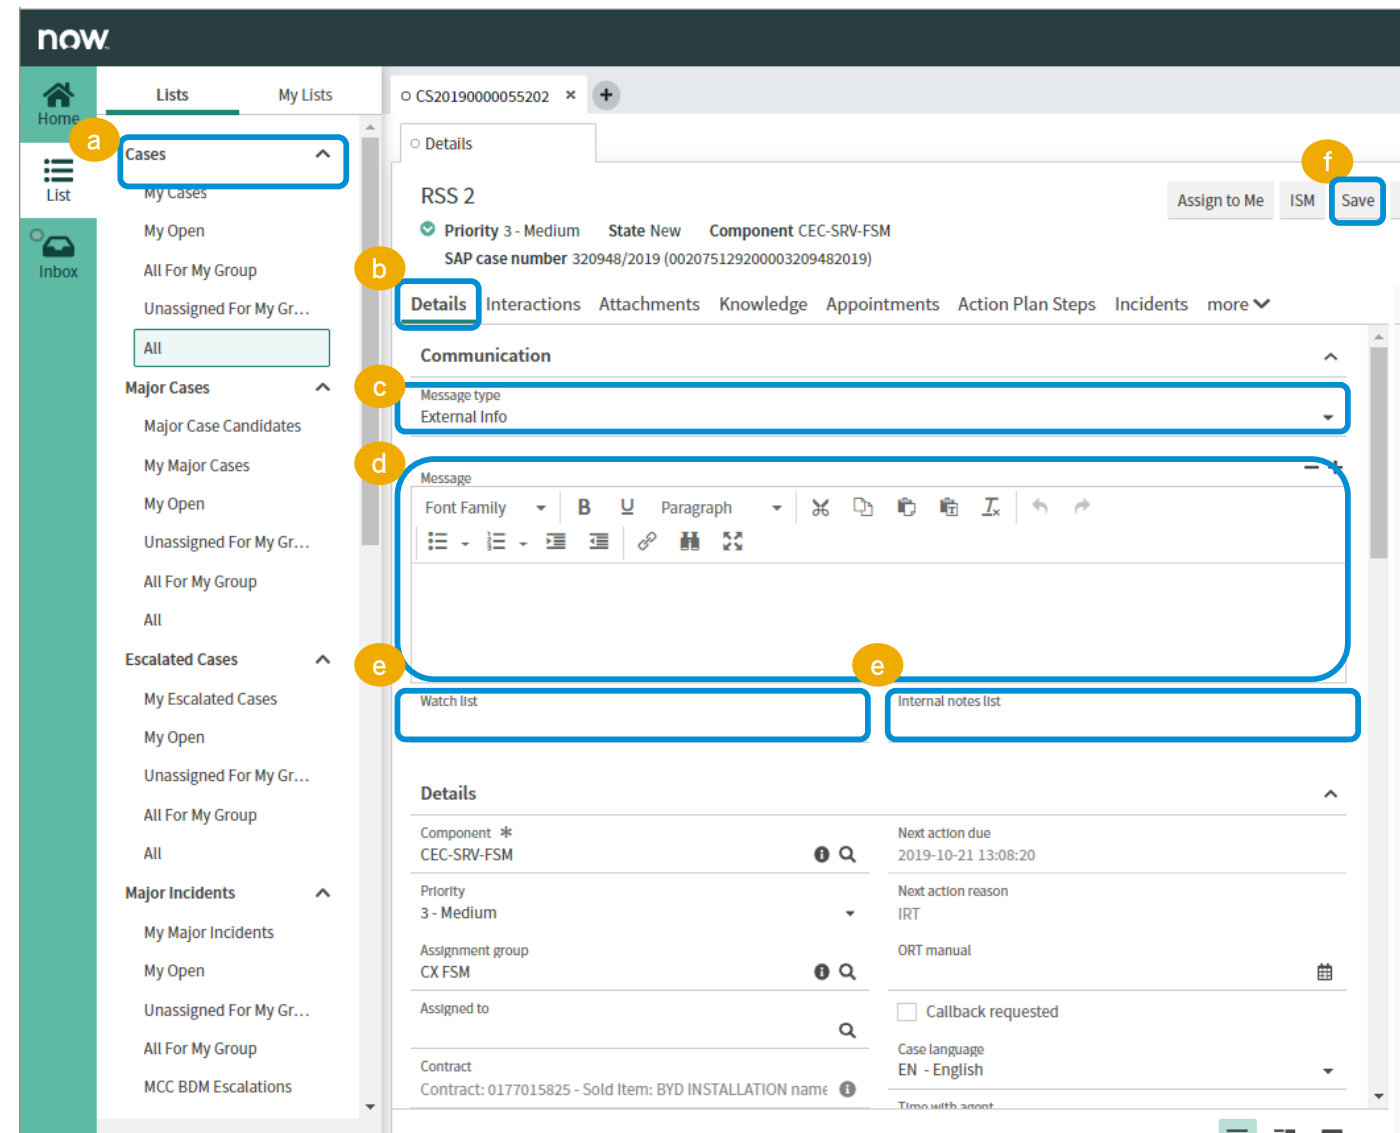 now
Home
List
Inbox
Lists
My Lists
a
Cases
My Cases
My Open
All For My Group
Unassigned For My Gr...
All
Major Cases
Major Case Candidates
My Major Cases
My Open
Unassigned For My Gr...
All For My Group
All
Escalated Cases
My Escalated Cases
My Open
Unassigned For My Gr...
All For My Group
All
Major Incidents
My Major Incidents
My Open
Unassigned For My Gr...
All For My Group
MCC BDM Escalations
CS20190000055202
Details
f
RSS 2
Assign to Me
ISM
Save
Priority 3 - Medium State New Component CEC-SRV-FSM
SAP case number 320948/2019 (002075129200003209482019)
b
Details Interactions Attachments Knowledge Appointments Action Plan Steps Incidents more
Communication
c
Message type
External Info
d
Message
Font Family B U Paragraph
e
Watch list
e
Internal notes list
Details
Component *
CEC-SRV-FSM
Next action due
2019-10-21 13:08:20
Priority
3 - Medium
Next action reason
IRT
Assignment group
CX FSM
ORT manual
Assigned to
Callback requested
Case language
EN - English
Contract
Contract: 0177015825 - Sold Item: BYD INSTALLATION name
Time with agent